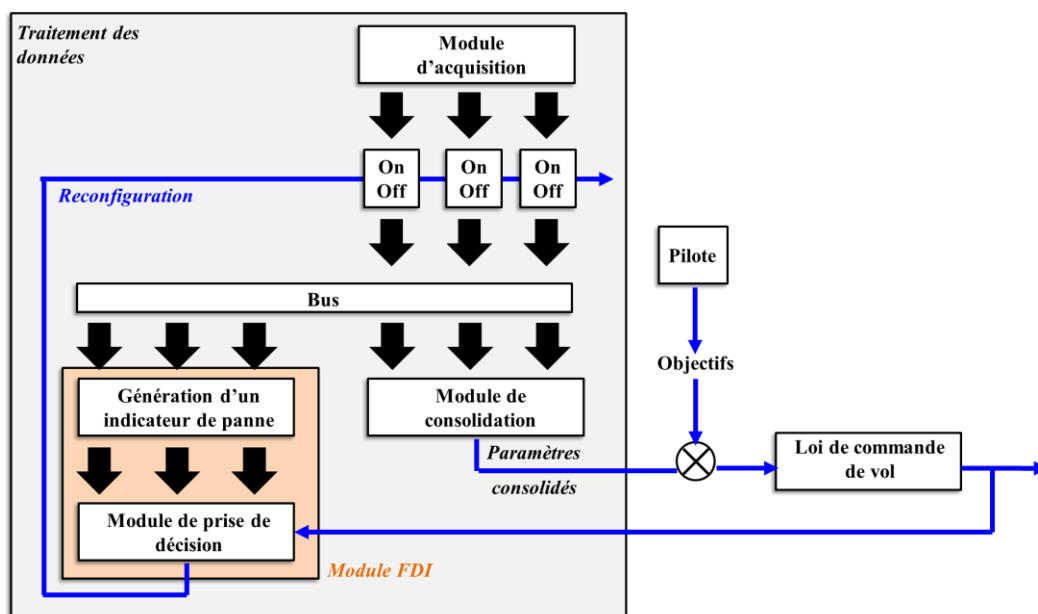 Traitement des
données
Module
d'acquisition
On
Off
On
Off
On
Off
Reconfiguration
Pilote
Bus
Objectifs
Génération d'un
indicateur de panne
Module de
consolidation
Paramètres
consolidés
Loi de commande
de vol
Module de prise de
décision
Module FDI